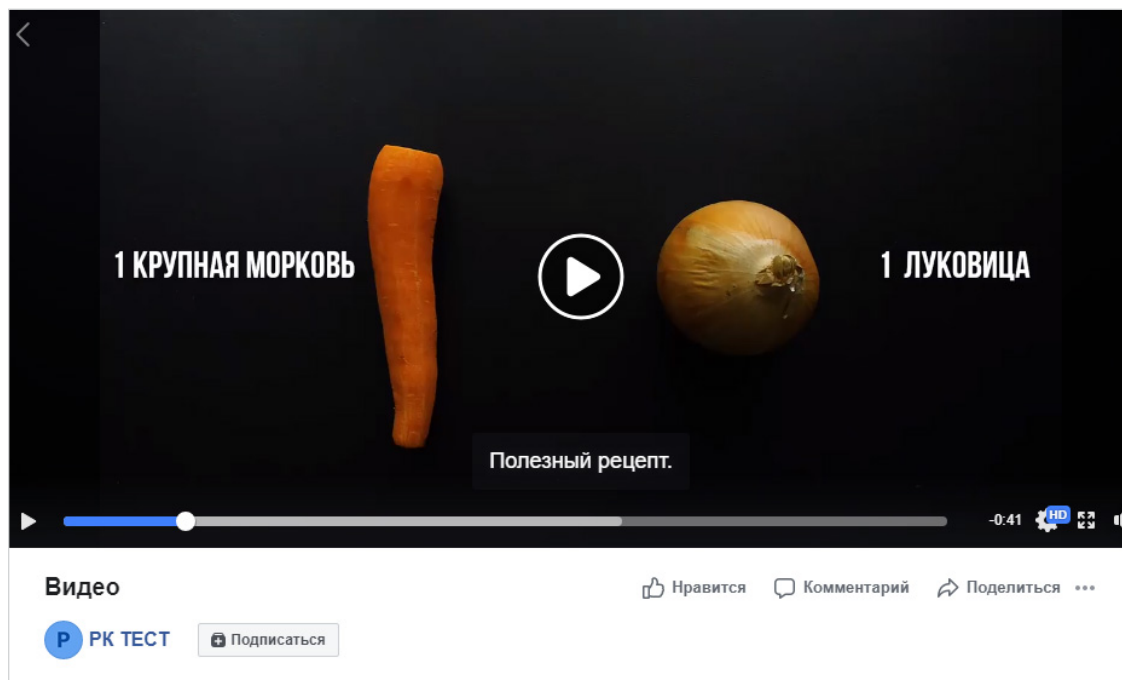 1 КРУПНАЯ МОРКОВЬ
1 ЛУКОВИЦА
Полезный рецепт.
-0:41
HD
Видео
Нравится
Комментарий
Поделиться
Р РК ТЕСТ
Подписаться